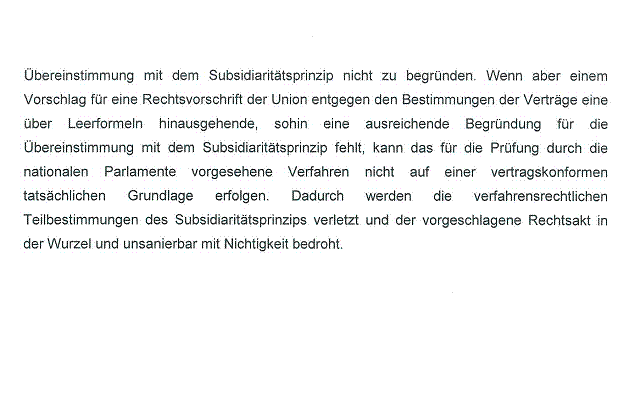 Übereinstimmung mit dem Subsidiaritätsprinzip nicht zu begründen. Wenn aber einem
Vorschlag für eine Rechtsvorschrift der Union entgegen den Bestimmungen der Verträge eine
über Leerformeln hinausgehende, sohin eine ausreichende Begründung für die
Übereinstimmung mit dem Subsidiaritätsprinzip fehlt, kann das für die Prüfung durch die
nationalen Parlamente vorgesehene Verfahren nicht auf einer vertragskonformen
tatsächlichen Grundlage erfolgen. Dadurch werden die verfahrensrechtlichen
Teilbestimmungen des Subsidiaritätsprinzips verletzt und der vorgeschlagene Rechtsakt in
der Wurzel und unsanierbar mit Nichtigkeit bedroht.